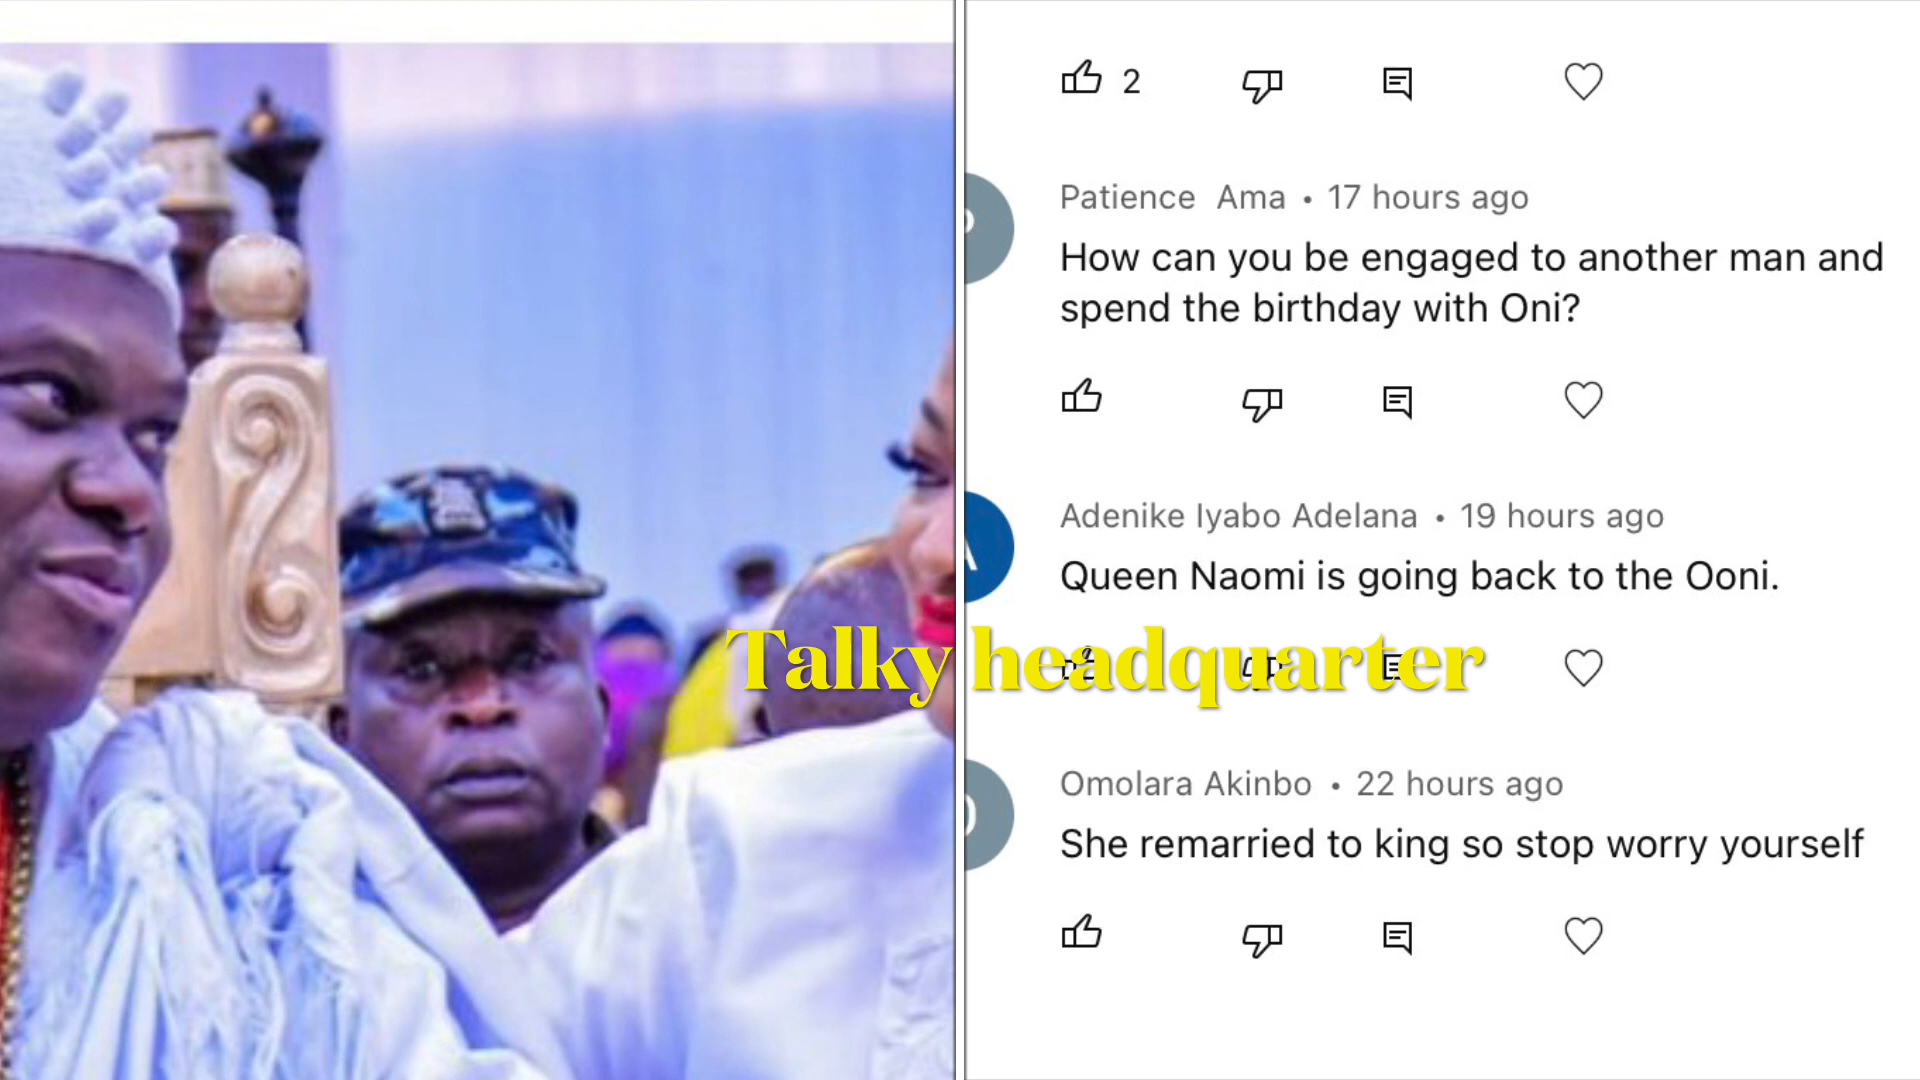 2
Patience Ama • 17 hours ago
How can you be engaged to another man and
spend the birthday with Oni?
Adenike Iyabo Adelana • 19 hours ago
Queen Naomi is going back to the Ooni.
Talky headquarter
Omolara Akinbo • 22 hours ago
She remarried to king so stop worry yourself